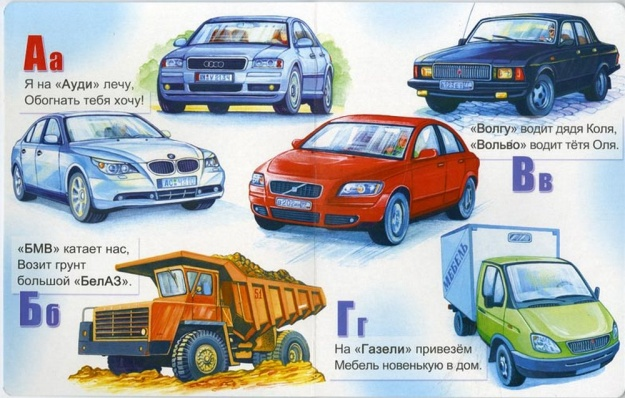 Аа
Я на «Ауди» лечу,
Обогнать тебя хочу!
«Волгу» водит дядя Коля,
«Вольво» водит тётя Оля.
Вв
«БМВ» катает нас,
Возит грунт
большой «БелАЗ».
Бб
51
МЕБЕЛЬ
Гг
На «Газели» привезём
Мебель новенькую в дом.